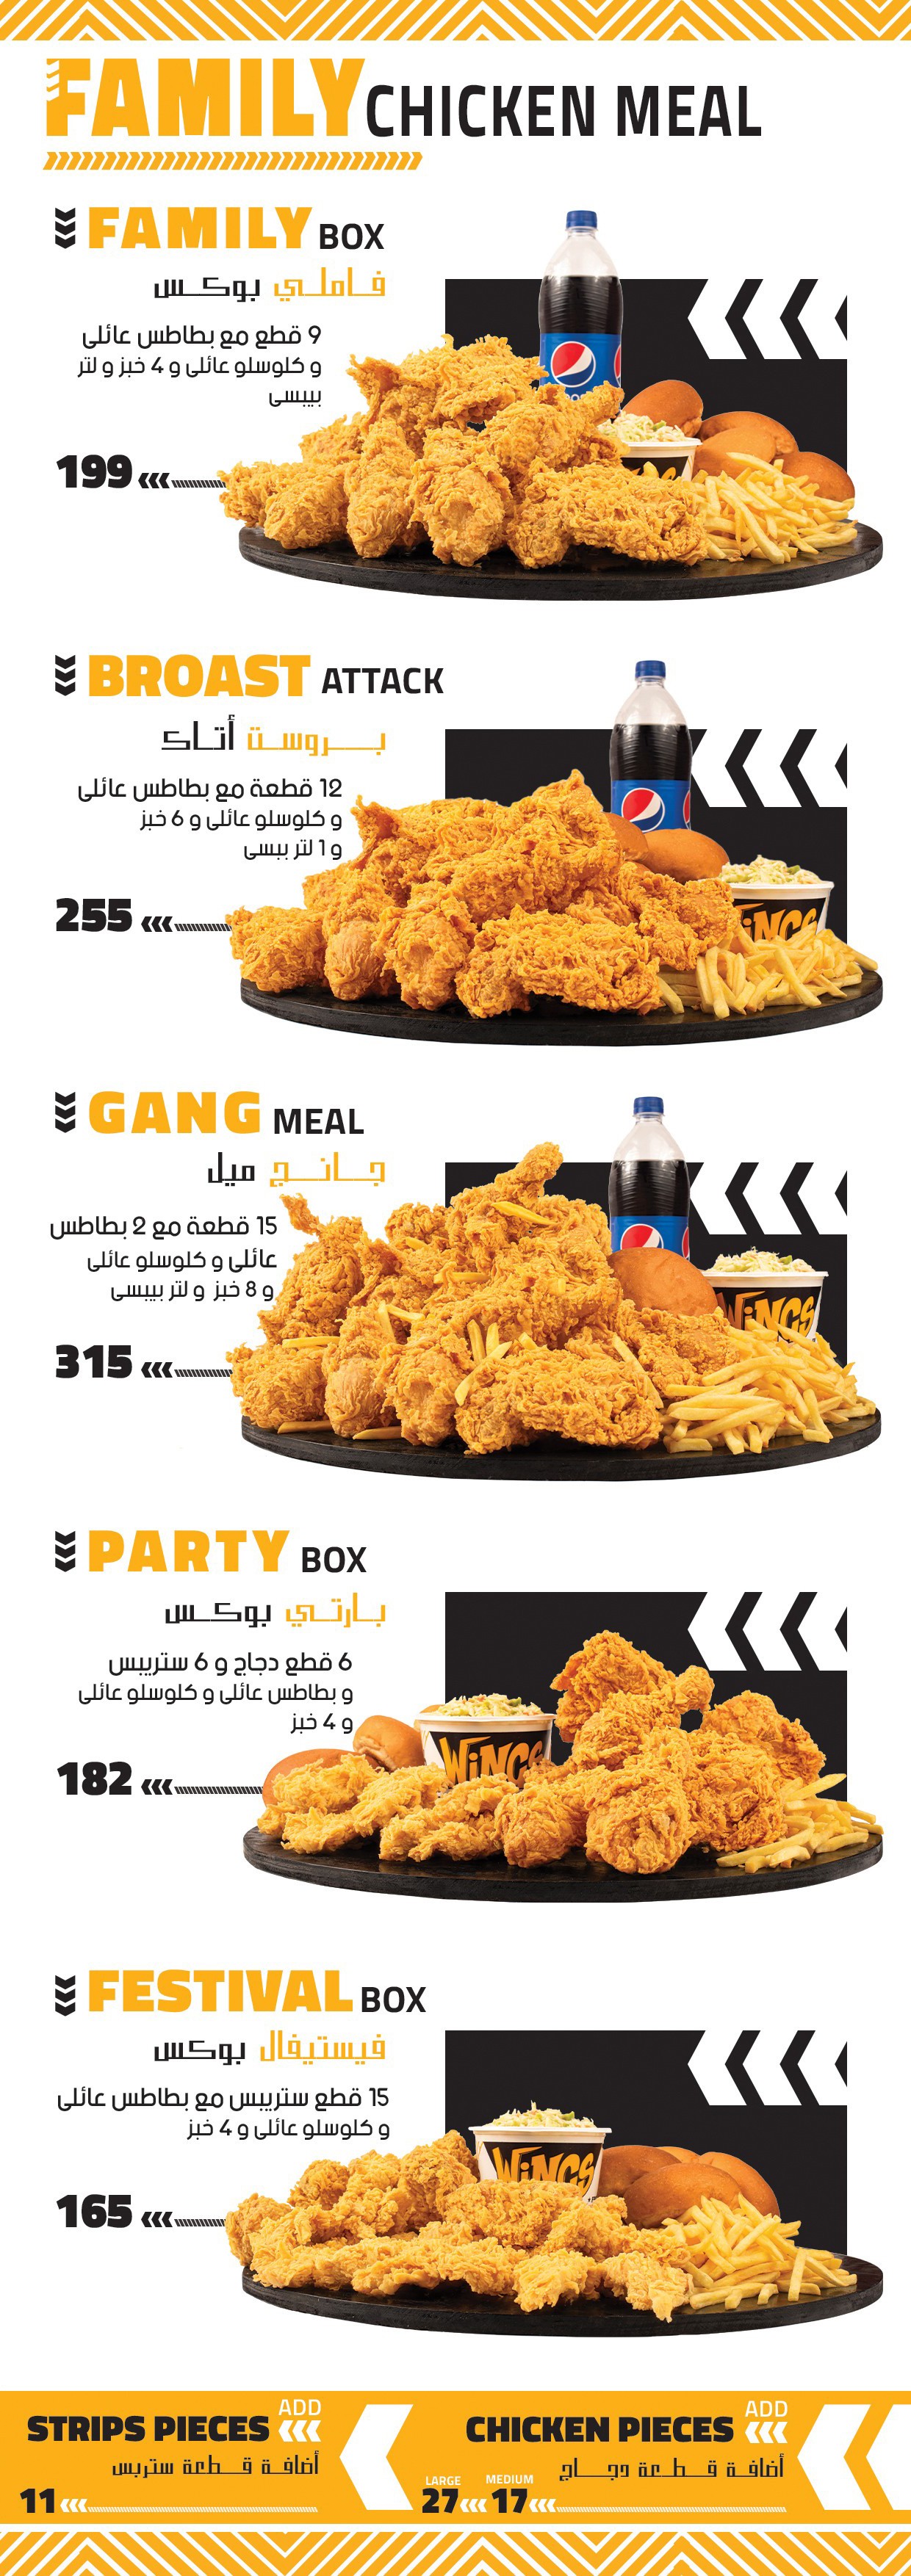 FAMILY CHICKEN MEAL
FAMILY BOX
فاملي بوكس
9 قطع مع بطاطس عائلى
و كلوسلو عائلى و 4 خبز و لتر
بيبسى
199
BROAST ATTACK
بروست أتاك
12 قطعة مع بطاطس عائلى
و كلوسلو عائلى و 6 خبز
و 1 لتر ببسى
255
WINGS
GANG MEAL
جانج ميل
15 قطعة مع 2 بطاطس
عائلى و كلوسلو عائلى
و 8 خبز و لتر بيبسى
315
WINGS
PARTY BOX
بارتي بوكس
6 قطع دجاج و 6 ستريبس
و بطاطس عائلى و كلوسلو عائلى
و 4 خبز
182
WINGS
FESTIVAL BOX
فيستيفال بوكس
15 قطع ستريبس مع بطاطس عائلى
و كلوسلو عائلى و 4 خبز
165
WINGS
ADD
STRIPS PIECES
أضافة قطعة ستربس
11
ADD
CHICKEN PIECES
أضافة قطعة دجاج
LARGE MEDIUM
27 17